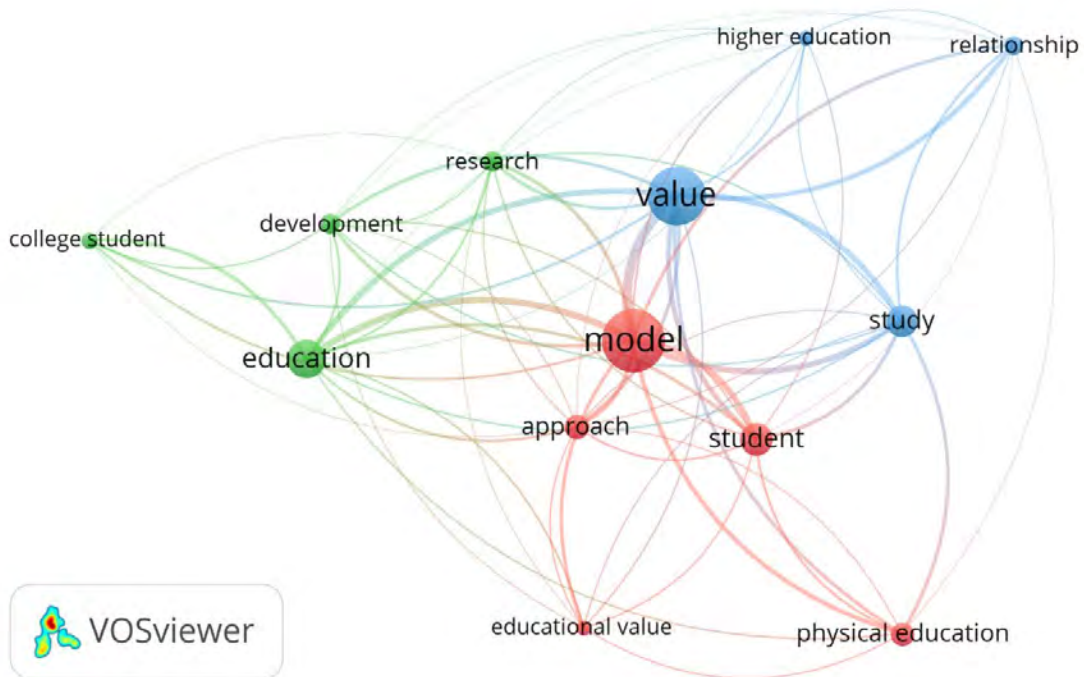 higher education
relationship
research
value
development
college student
study
model
education
approach
student
educational value
physical education
VOSviewer